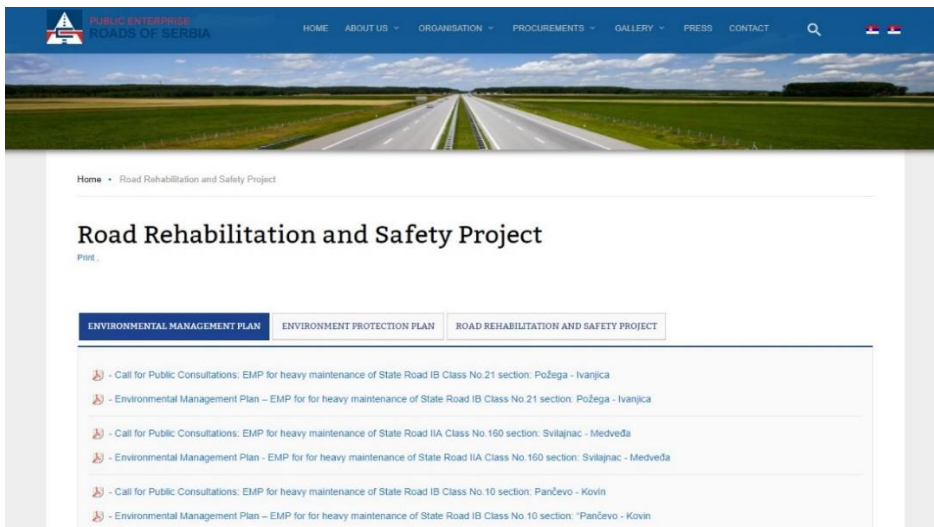 PUBLIC ENTERPRISE
ROADS OF SERBIA
HOME ABOUT US ORGANISATION PROCUREMENTS GALLERY PRESS CONTACT
Home • Road Rehabilitation and Safety Project
Road Rehabilitation and Safety Project
Print .
ENVIRONMENTAL MANAGEMENT PLAN ENVIRONMENT PROTECTION PLAN ROAD REHABILITATION AND SAFETY PROJECT
- Call for Public Consultations: EMP for heavy maintenance of State Road IB Class No.21 section: Požega - Ivanjica
- Environmental Management Plan – EMP for for heavy maintenance of State Road IB Class No.21 section: Požega - Ivanjica
- Call for Public Consultations: EMP for heavy maintenance of State Road IIA Class No.160 section: Svilajnac - Medveđa
- Environmental Management Plan - EMP for for heavy maintenance of State Road IIA Class No.160 section: Svilajnac - Medveđa
- Call for Public Consultations: EMP for heavy maintenance of State Road IB Class No.10 section: Pančevo - Kovin
- Environmental Management Plan – EMP for for heavy maintenance of State Road IB Class No.10 section: “Pančevo - Kovin